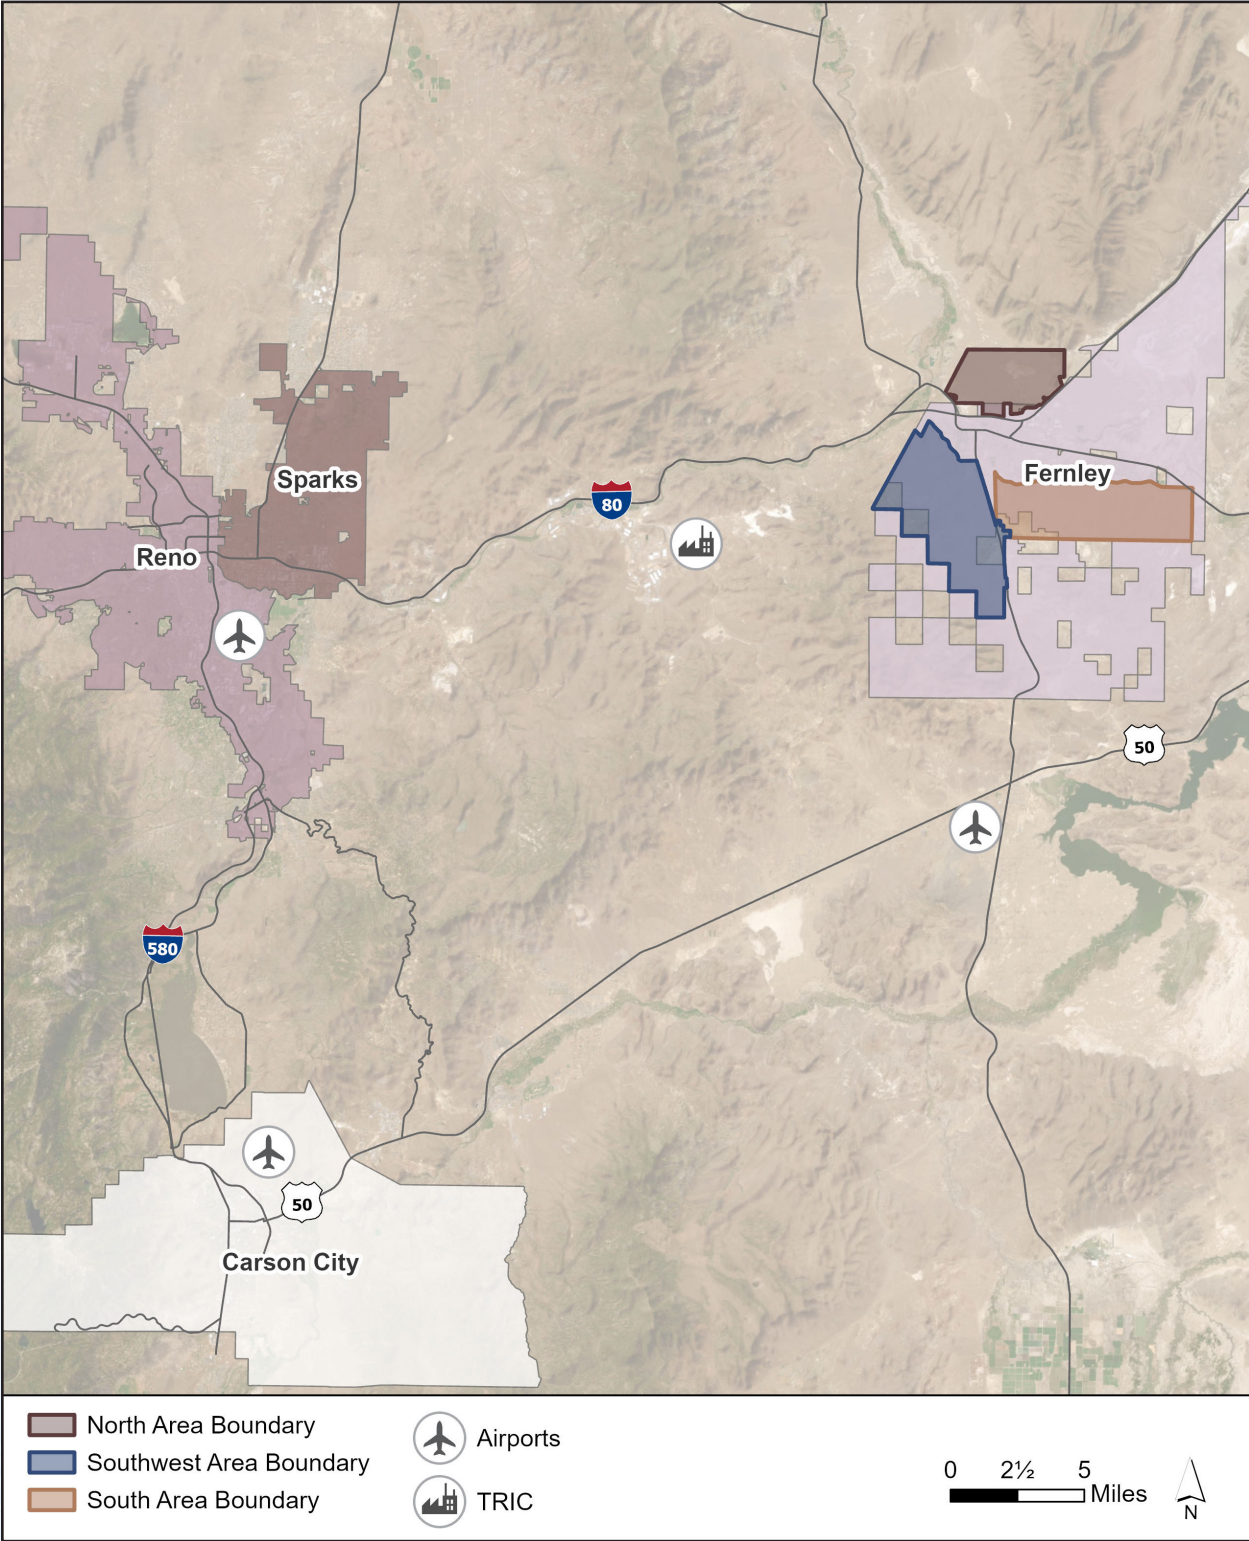 Sparks
Fernley
80
Reno
50
580
50
Carson City
North Area Boundary
Southwest Area Boundary
South Area Boundary
Airports
TRIC
0 2½ 5
Miles
N